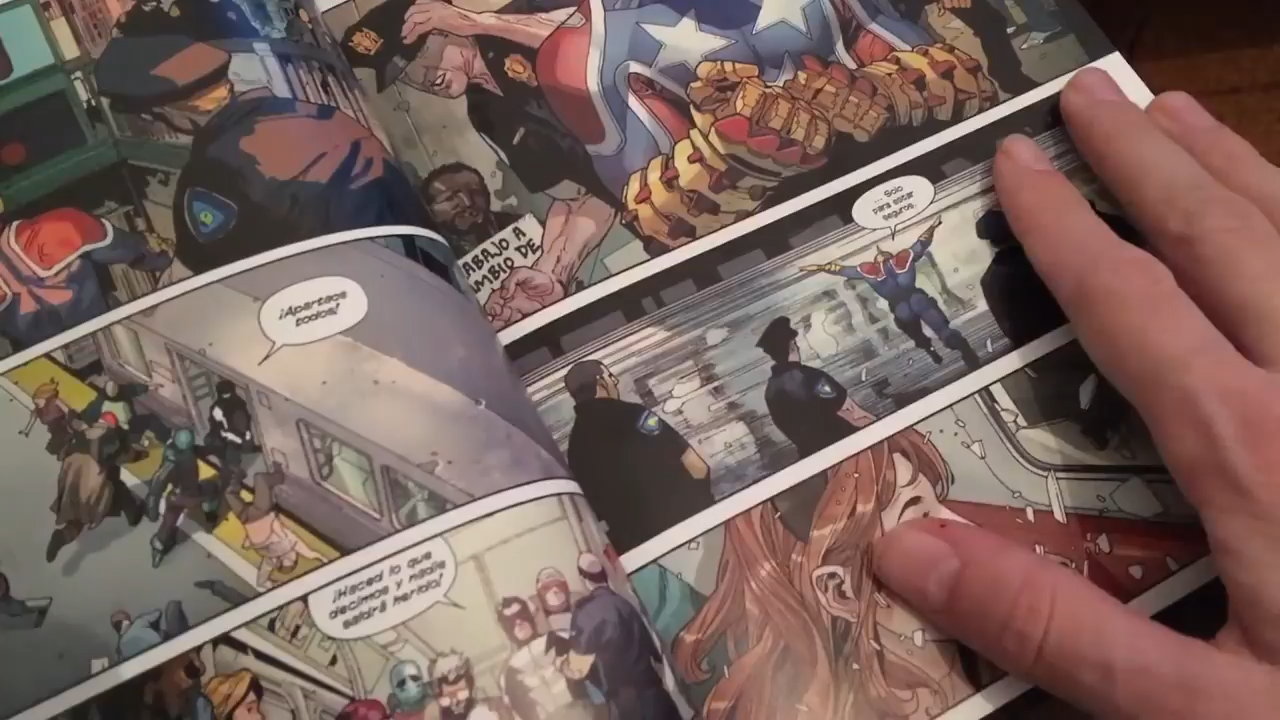 ¡Apartaos
todos!
¡Haced lo que
decimos y nadie
saldrá herido!
ABAJO A
MBIO DE
... Solo
para estar
seguros.